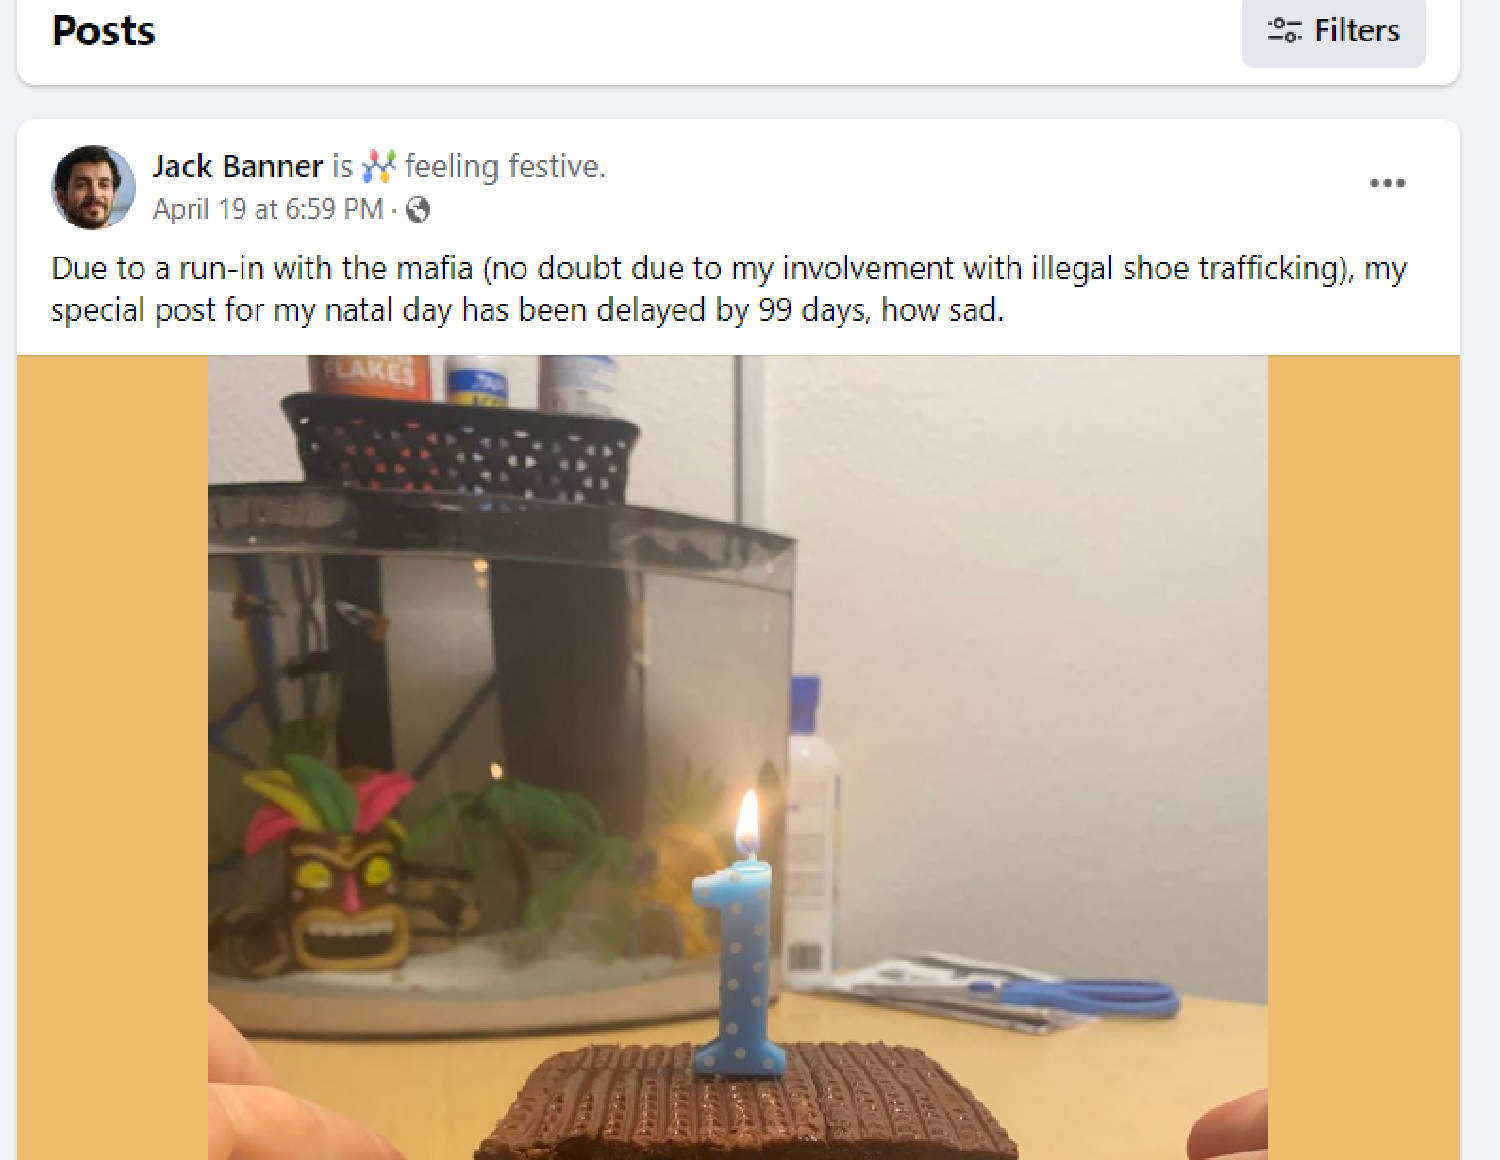 Posts
Filters
Jack Banner is feeling festive.
April 19 at 6:59 PM ·
Due to a run-in with the mafia (no doubt due to my involvement with illegal shoe trafficking), my
special post for my natal day has been delayed by 99 days, how sad.
FLAKES
1